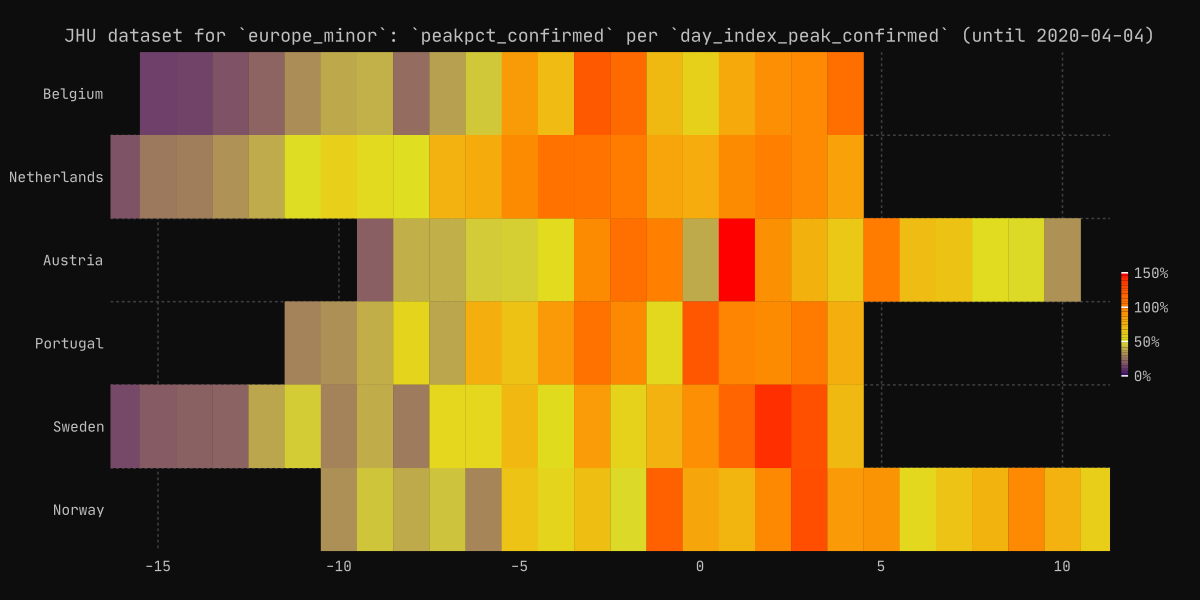 JHU dataset for `europe_minor`: `peakpct_confirmed` per `day_index_peak_confirmed` (until 2020-04-04)
Belgium
Netherlands
Austria
Portugal
Sweden
Norway
150%
100%
50%
0%
-15 -10 -5 0 5 10